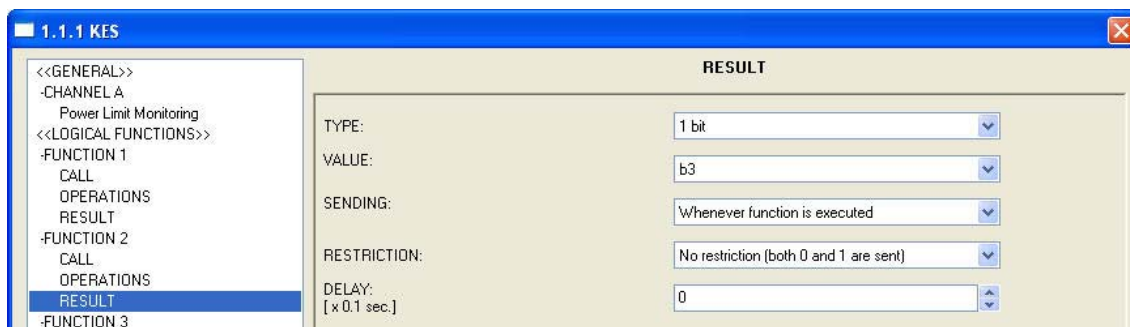 1.1.1 KES
<<GENERAL>>
-CHANNEL A
Power Limit Monitoring
<<LOGICAL FUNCTIONS>>
-FUNCTION 1
CALL
OPERATIONS
RESULT
-FUNCTION 2
CALL
OPERATIONS
RESULT
-FUNCTION 3
RESULT
TYPE: 1 bit
VALUE: b3
SENDING: Whenever function is executed
RESTRICTION: No restriction (both 0 and 1 are sent)
DELAY: 0
[ x 0.1 sec.]